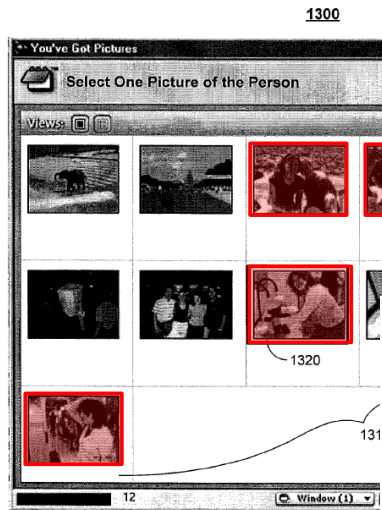 1300
You've Got Pictures
Select One Picture of the Person
Views:
1320
131
12
Window (1)